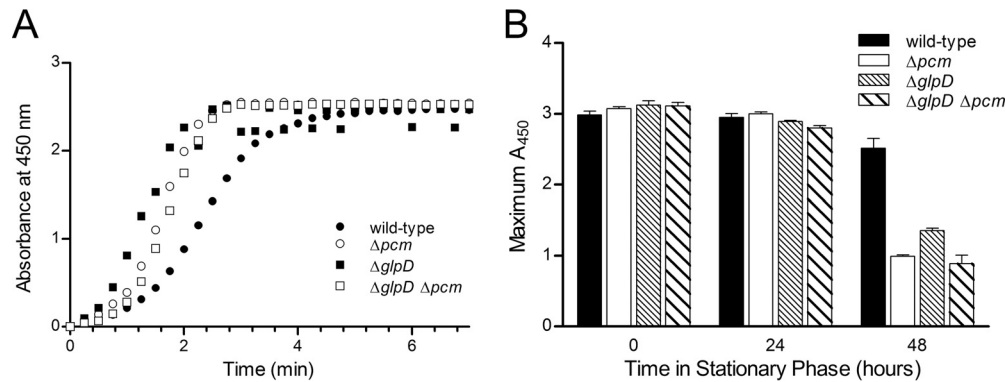 A
Absorbance at 450 nm
3
2
1
0
0
2
4
6
Time (min)
wild-type
Δpcm
ΔglpD
ΔglpD Δpcm
B
Maximum A450
4
3
2
1
0
0
24
48
Time in Stationary Phase (hours)
wild-type
Δpcm
ΔglpD
ΔglpD Δpcm